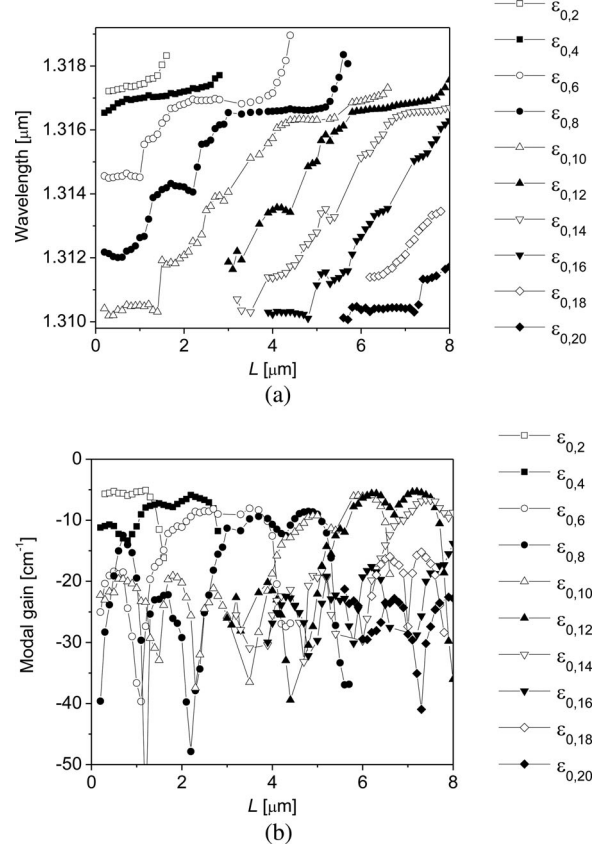 1.318
1.316
1.314
1.312
1.310
Wavelength [μm]
0
2
4
6
8
L [μm]
ε0,2
ε0,4
ε0,6
ε0,8
ε0,10
ε0,12
ε0,14
ε0,16
ε0,18
ε0,20
(a)
0
-10
-20
-30
-40
-50
Modal gain [cm-1]
0
2
4
6
8
L [μm]
ε0,2
ε0,4
ε0,6
ε0,8
ε0,10
ε0,12
ε0,14
ε0,16
ε0,18
ε0,20
(b)